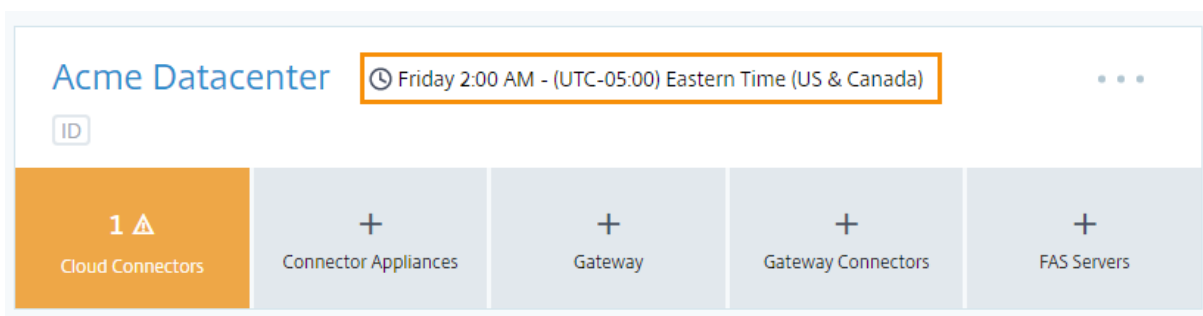 Acme Datacenter Friday 2:00 AM - (UTC-05:00) Eastern Time (US & Canada)
ID
1
Cloud Connectors
+
Connector Appliances
+
Gateway
+
Gateway Connectors
+
FAS Servers